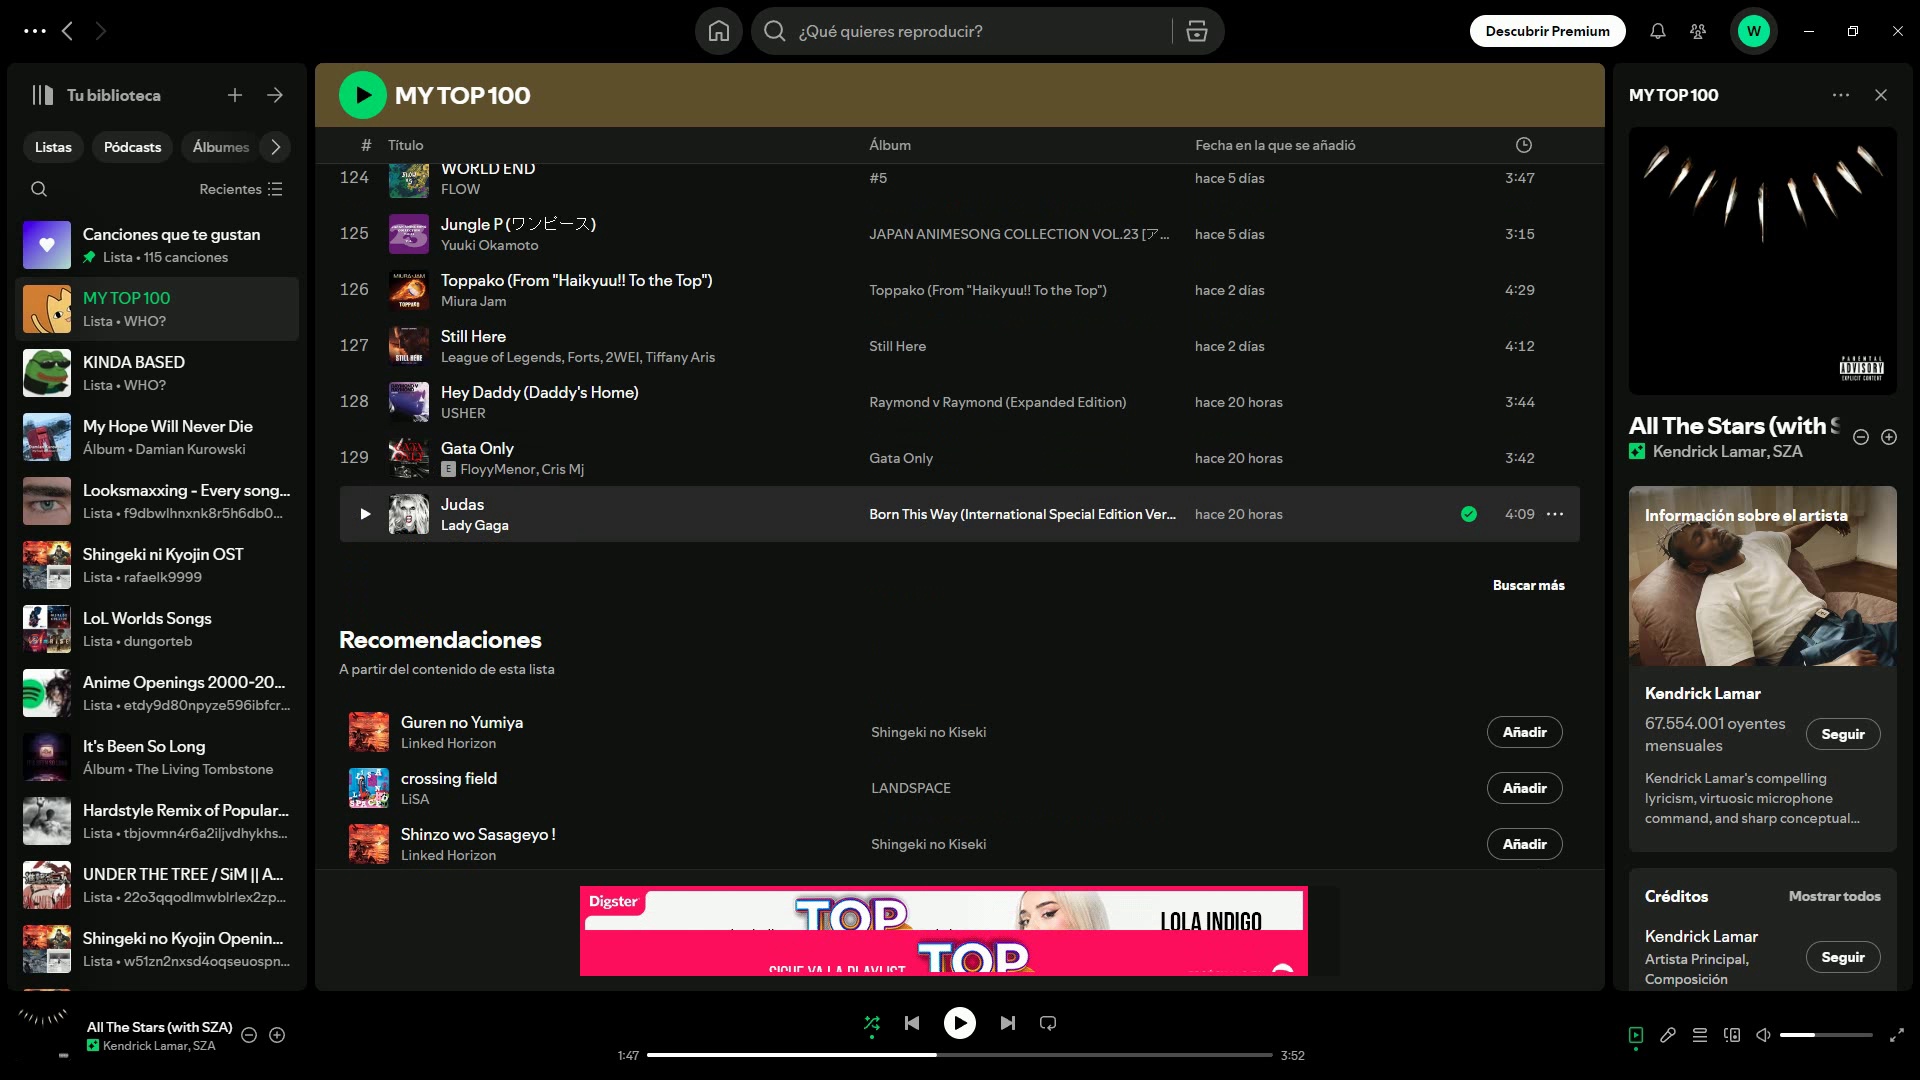 ¿Qué quieres reproducir?
Descubrir Premium
W
Tu biblioteca
Listas
Pódcasts
Álbumes
Recientes
Canciones que te gustan
Lista • 115 canciones
MY TOP 100
Lista • WHO?
KINDA BASED
Lista • WHO?
My Hope Will Never Die
Álbum • Damian Kurowski
Looksmaxxing - Every song...
Lista • f9dbwlhnxnk8r5h6db0...
Shingeki ni Kyojin OST
Lista • rafaelk9999
LoL Worlds Songs
Lista • dungorteb
Anime Openings 2000-20...
Lista • etdy9d80npyze596ibfcr...
It's Been So Long
Álbum • The Living Tombstone
Hardstyle Remix of Popular...
Lista • tbjovmn4r6a2iljvdhykhs...
UNDER THE TREE / SiM || A...
Lista • 22o3qqodlmwblrlex2zp...
Shingeki no Kyojin Openin...
Lista • w51zn2nxsd4oqseuospn...
MY TOP 100
# Título Álbum Fecha en la que se añadió
124 WORLD END #5 hace 5 días 3:47
FLOW
125 Jungle P (ワンピース) JAPAN ANIMESONG COLLECTION VOL.23 [ア... hace 5 días 3:15
Yuuki Okamoto
126 Toppako (From "Haikyuu!! To the Top") Toppako (From "Haikyuu!! To the Top") hace 2 días 4:29
Miura Jam
127 Still Here Still Here hace 2 días 4:12
League of Legends, Forts, 2WEI, Tiffany Aris
128 Hey Daddy (Daddy's Home) Raymond v Raymond (Expanded Edition) hace 20 horas 3:44
USHER
129 Gata Only Gata Only hace 20 horas 3:42
E FloyyMenor, Cris Mj
Judas Born This Way (International Special Edition Ver... hace 20 horas 4:09
Lady Gaga
Buscar más
Recomendaciones
A partir del contenido de esta lista
Guren no Yumiya Shingeki no Kiseki Añadir
Linked Horizon
crossing field LANDSPACE Añadir
LiSA
Shinzo wo Sasageyo ! Shingeki no Kiseki Añadir
Linked Horizon
Digster
TOP
LOLA INDIGO
SIGUE YA LA PLAYLIST
TOP
MY TOP 100
PARENTAL
ADVISORY
EXPLICIT CONTENT
All The Stars (with S
Kendrick Lamar, SZA
Información sobre el artista
Kendrick Lamar
67.554.001 oyentes
mensuales
Seguir
Kendrick Lamar's compelling
lyricism, virtuosic microphone
command, and sharp conceptual...
Créditos
Mostrar todos
Kendrick Lamar
Artista Principal,
Composición
Seguir
All The Stars (with SZA)
Kendrick Lamar, SZA
1:47
3:52